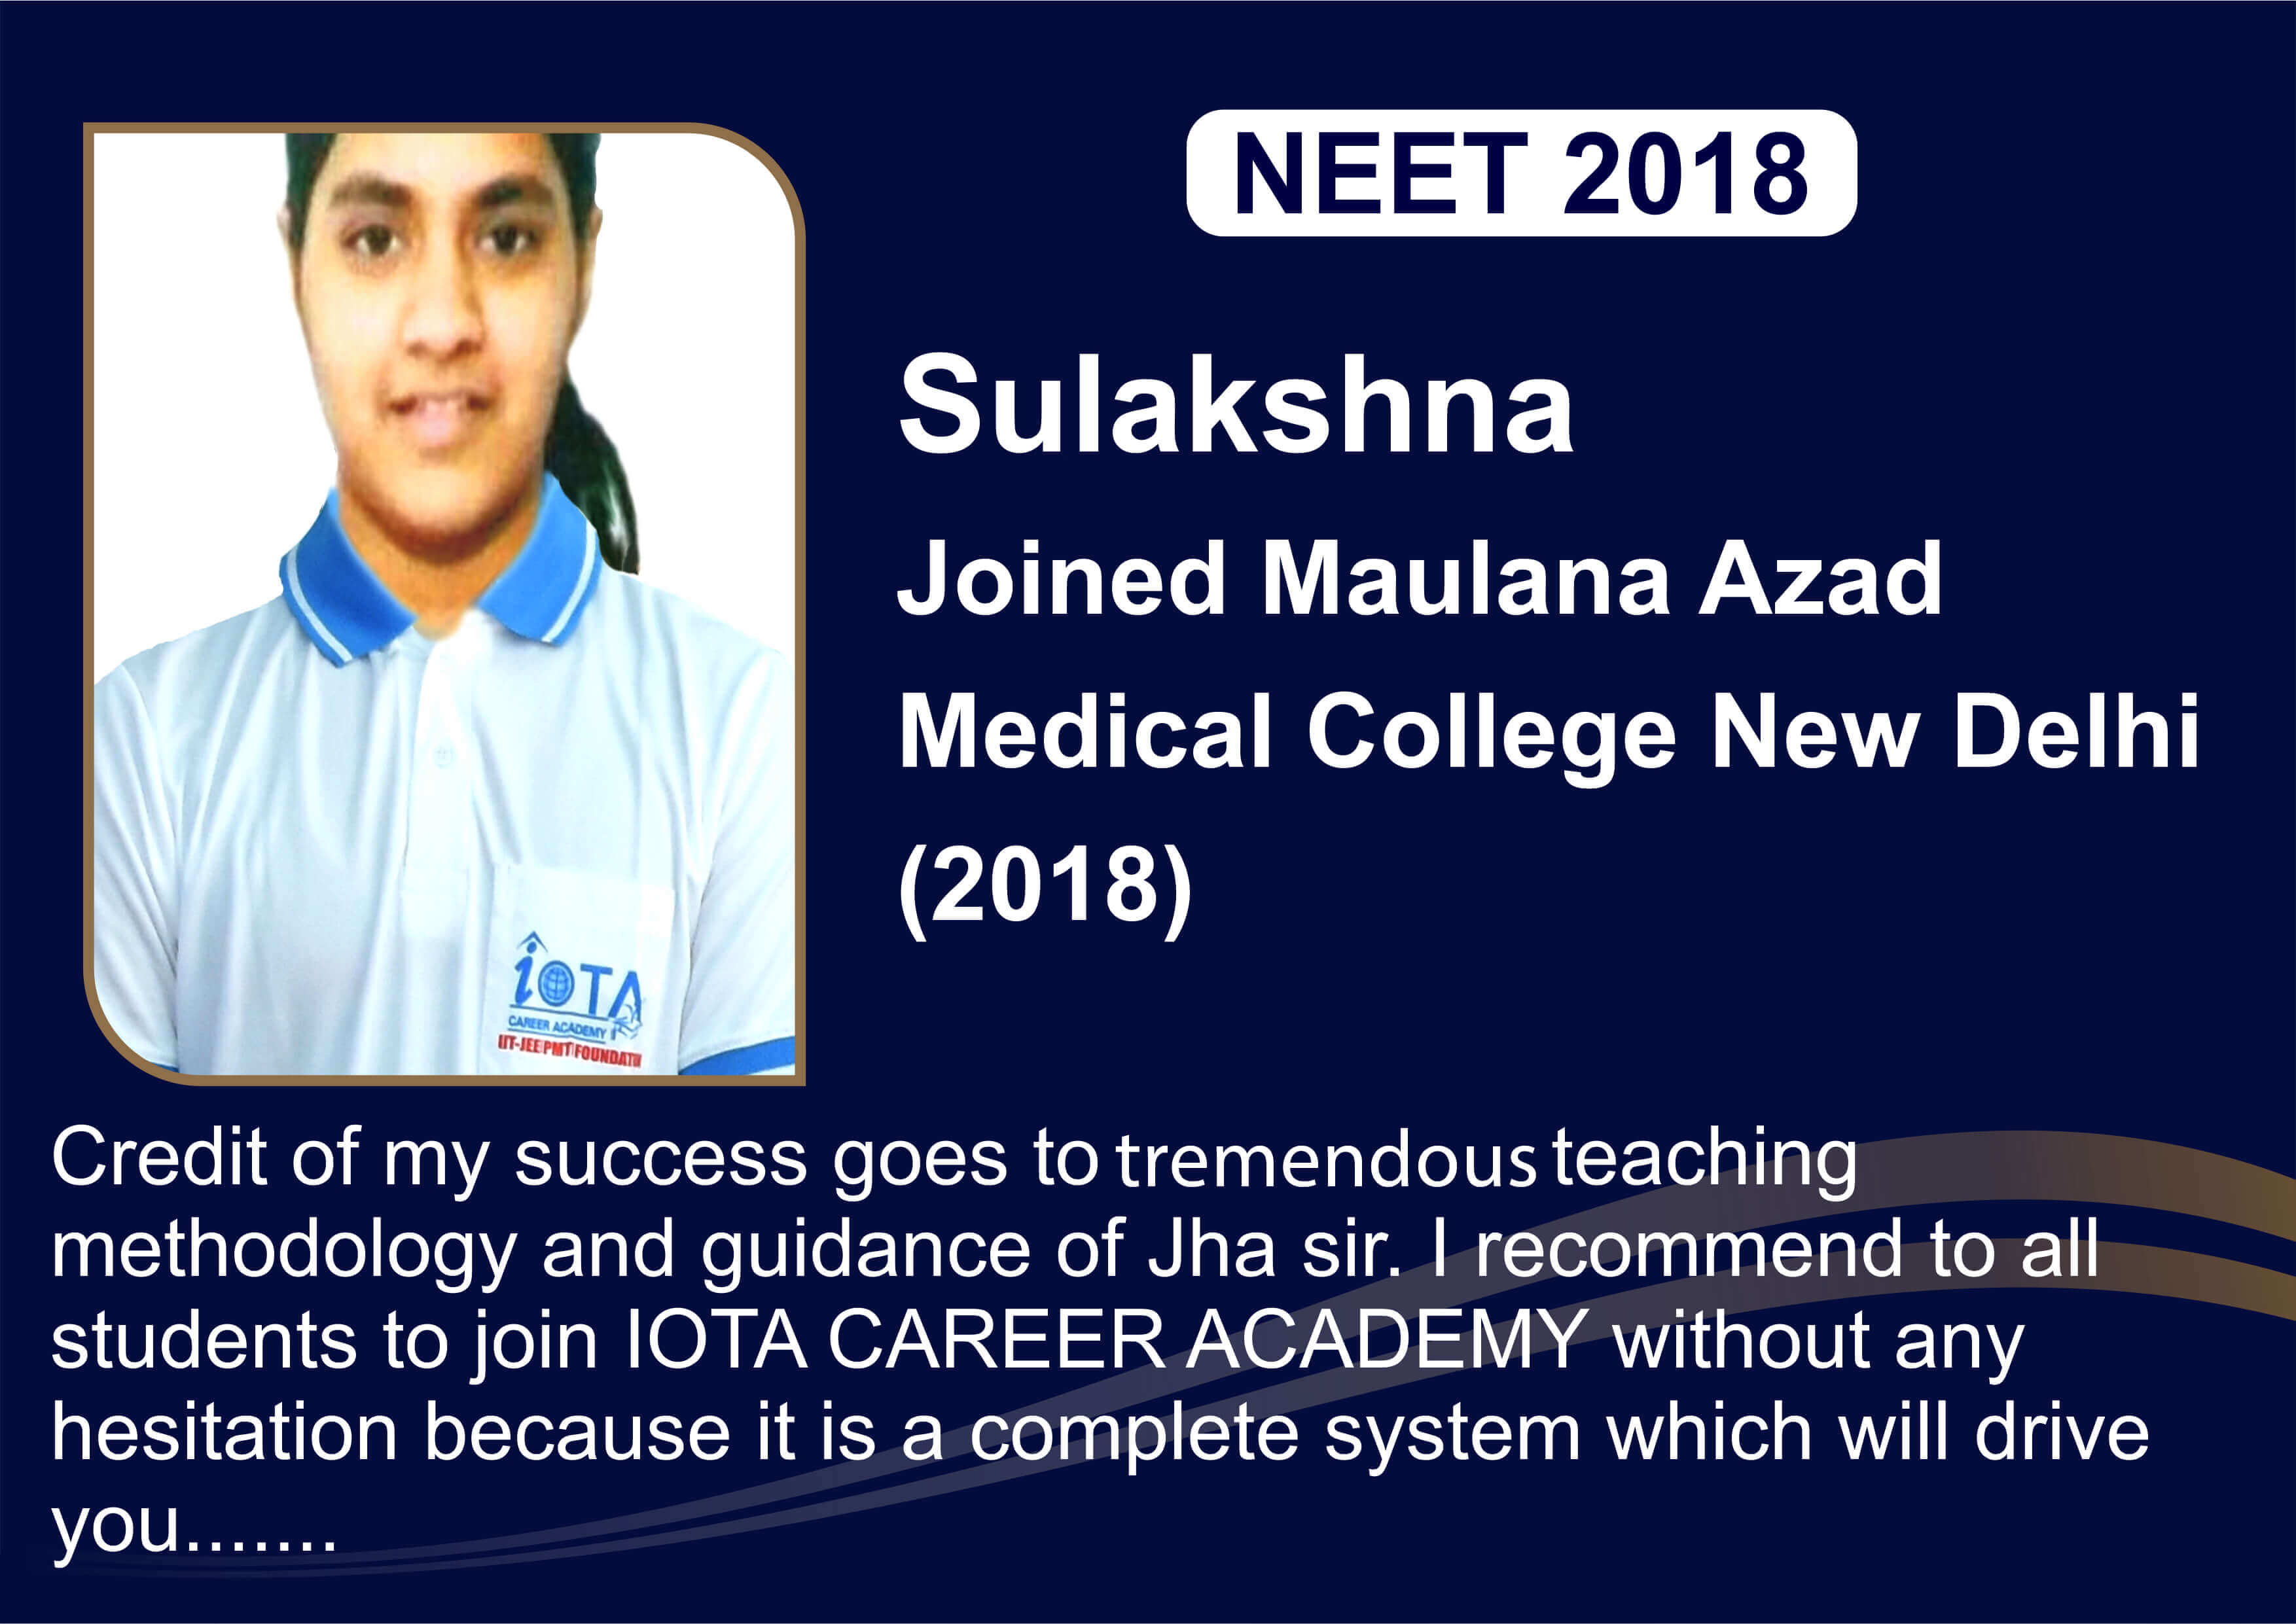 NEET 2018
Sulakshna
Joined Maulana Azad
Medical College New Delhi
(2018)
iOTA
CAREER ACADEMY
IIT-JEE PMT FOUNDATI
Credit of my success goes to tremendous teaching
methodology and guidance of Jha sir. I recommend to all
students to join IOTA CAREER ACADEMY without any
hesitation because it is a complete system which will drive
you.......